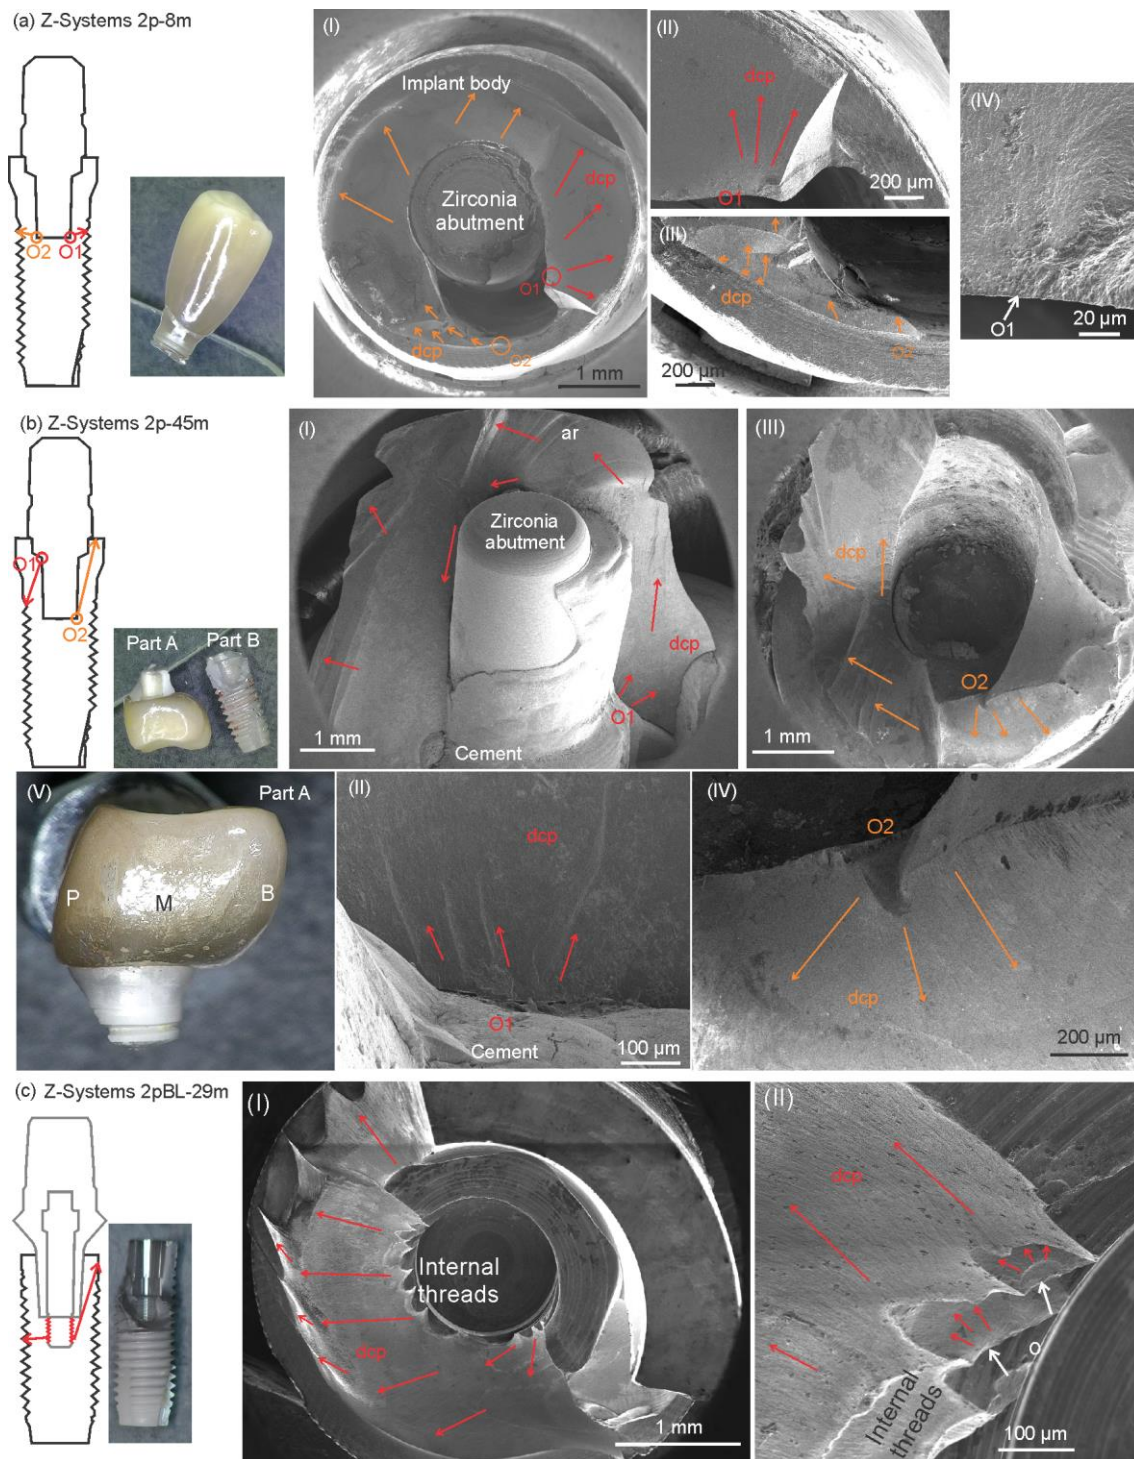 (a) Z-Systems 2p-8m
O2
O1
(I)
Implant body
Zirconia
abutment
dcp
O1
dcp
O2
1 mm
(II)
dcp
O1
200 µm
(III)
dcp
O2
200 µm
(IV)
O1
20 µm
(b) Z-Systems 2p-45m
O1
O2
Part A
Part B
(I)
ar
Zirconia
abutment
dcp
O1
1 mm
Cement
(III)
dcp
O2
1 mm
(V)
Part A
P
M
B
(II)
dcp
O1
Cement
100 µm
(IV)
O2
dcp
200 µm
(c) Z-Systems 2pBL-29m
(I)
Internal
threads
dcp
1 mm
(II)
dcp
O
Internal
threads
100 µm